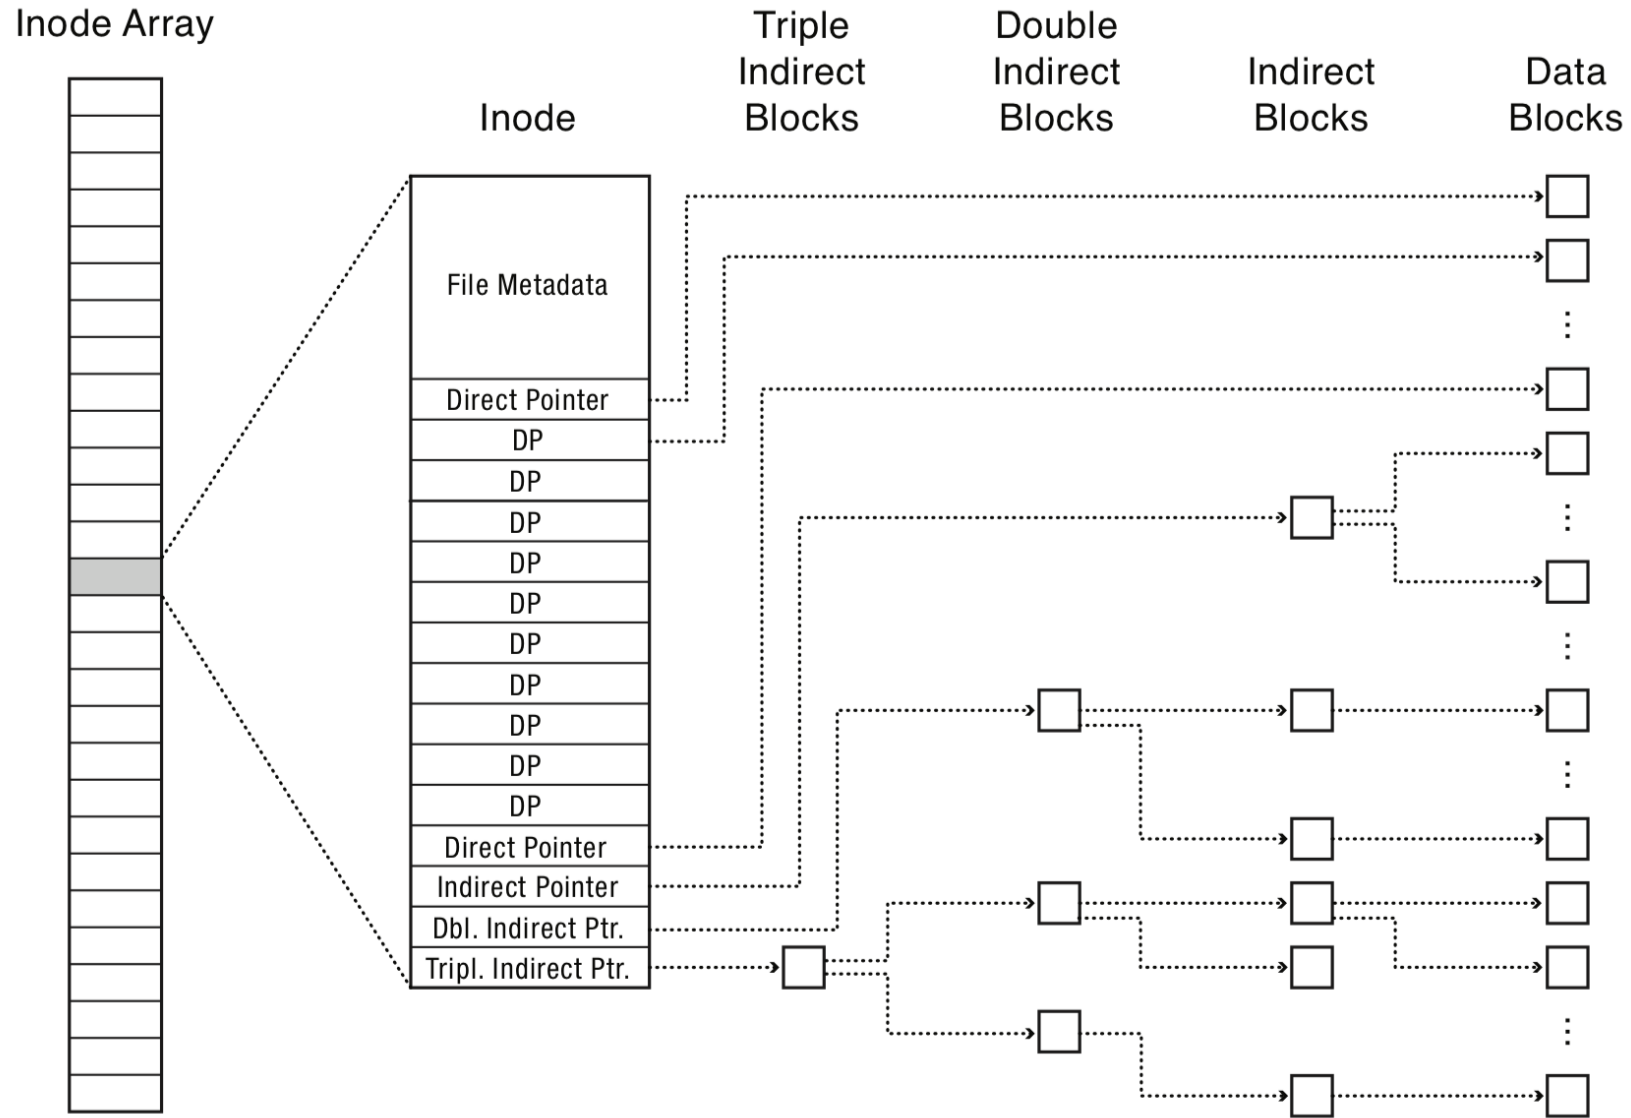 Inode Array
Inode
Triple
Indirect
Blocks
Double
Indirect
Blocks
Indirect
Blocks
Data
Blocks
File Metadata
Direct Pointer
DP
DP
DP
DP
DP
DP
DP
DP
DP
DP
Direct Pointer
Indirect Pointer
Dbl. Indirect Ptr.
Tripl. Indirect Ptr.